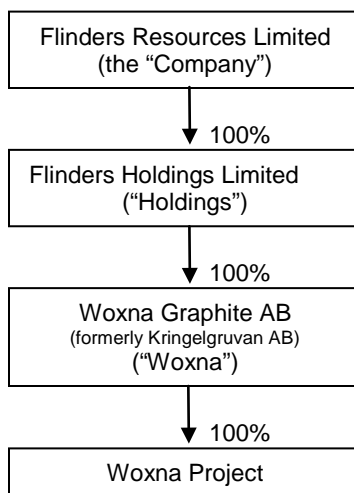 Flinders Resources Limited
(the “Company”)
100%
Flinders Holdings Limited
(“Holdings”)
100%
Woxna Graphite AB
(formerly Kringelgruvan AB)
(“Woxna”)
100%
Woxna Project